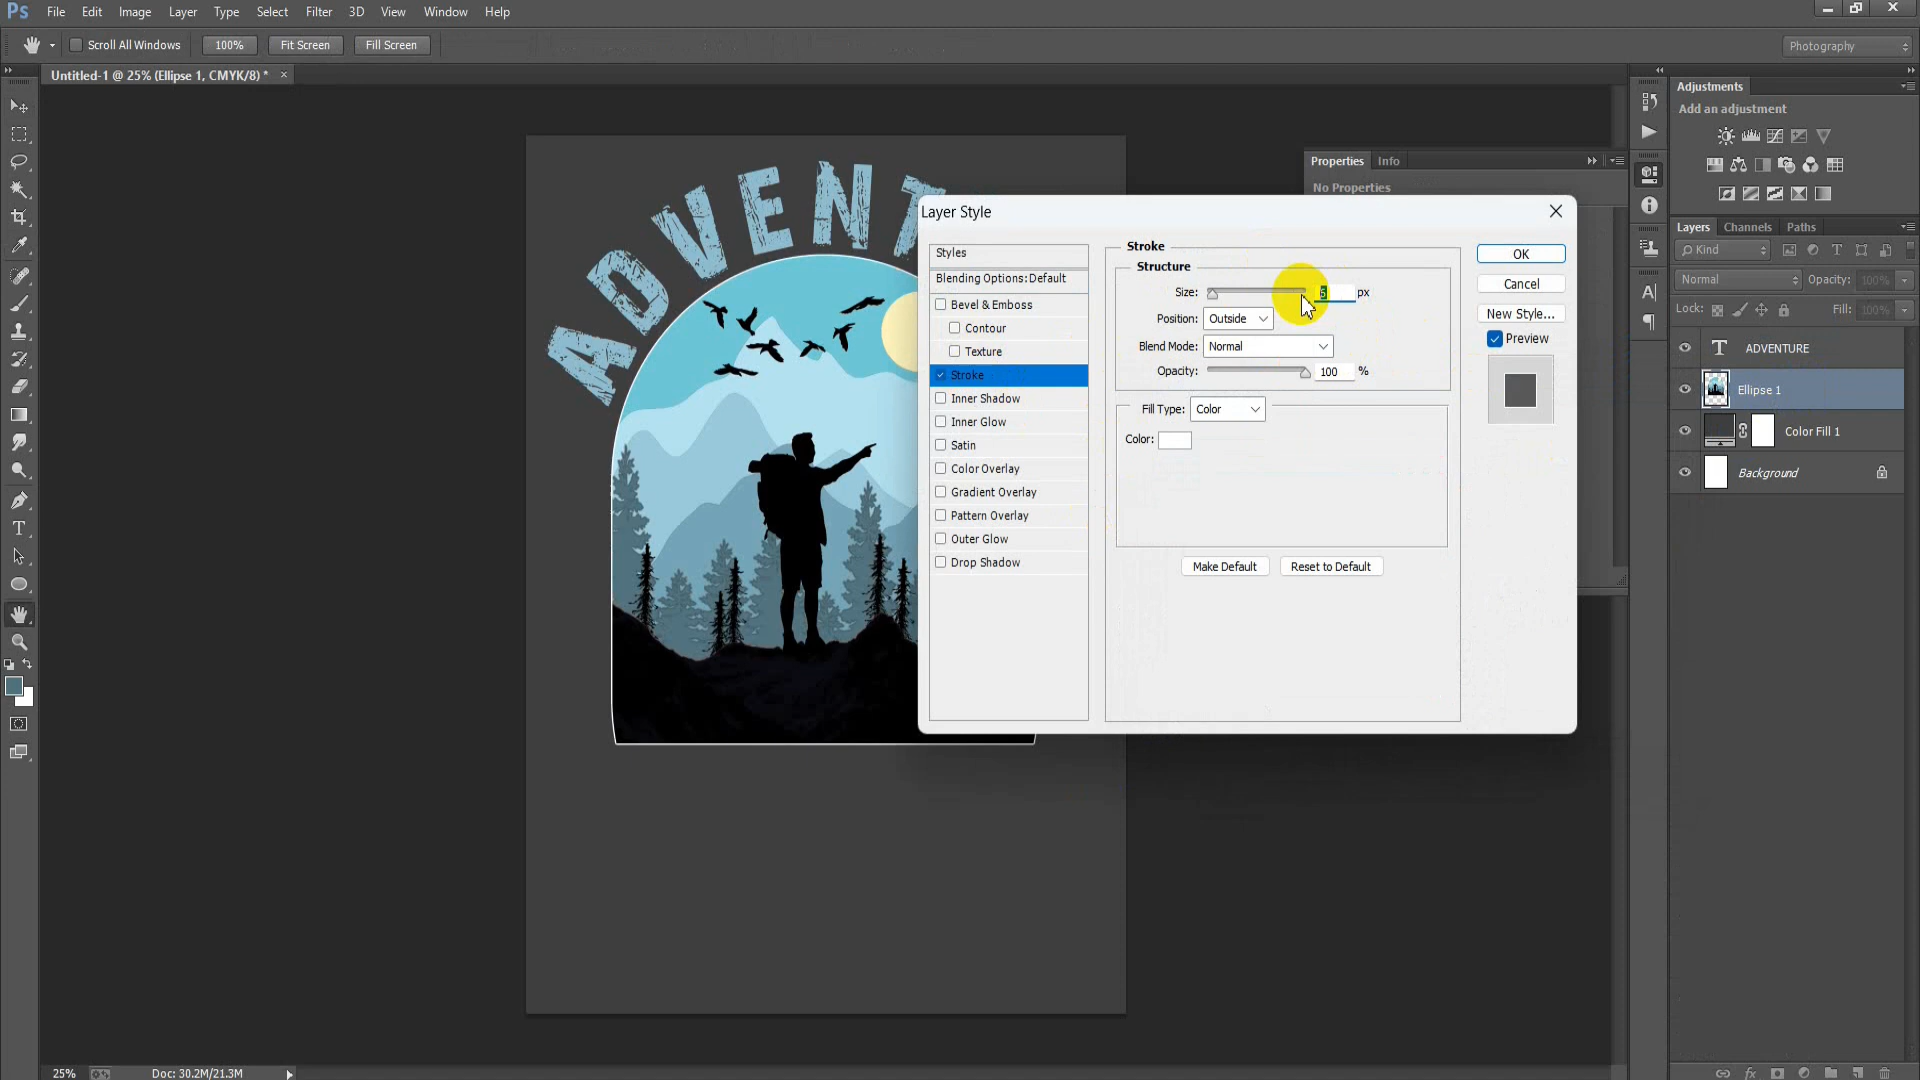 Ps File Edit Image Layer Type Select Filter 3D View Window Help
Scroll All Windows 100% Fit Screen Fill Screen Photography
Untitled-1 @ 25% (Ellipse 1, CMYK/8) * ×
ADVENT
Properties Info
No Properties
Adjustments
Add an adjustment
Layers Channels Paths
Kind
Normal Opacity: 100%
Lock: Fill: 100%
ADVENTURE
Ellipse 1
Color Fill 1
Background
Layer Style
Styles
Blending Options: Default
Bevel & Emboss
Contour
Texture
Stroke
Inner Shadow
Inner Glow
Satin
Color Overlay
Gradient Overlay
Pattern Overlay
Outer Glow
Drop Shadow
Stroke
Structure
Size: 5 px
Position: Outside
Blend Mode: Normal
Opacity: 100 %
Fill Type: Color
Color:
Make Default Reset to Default
OK
Cancel
New Style...
Preview
25% Doc: 30.2M/21.3M